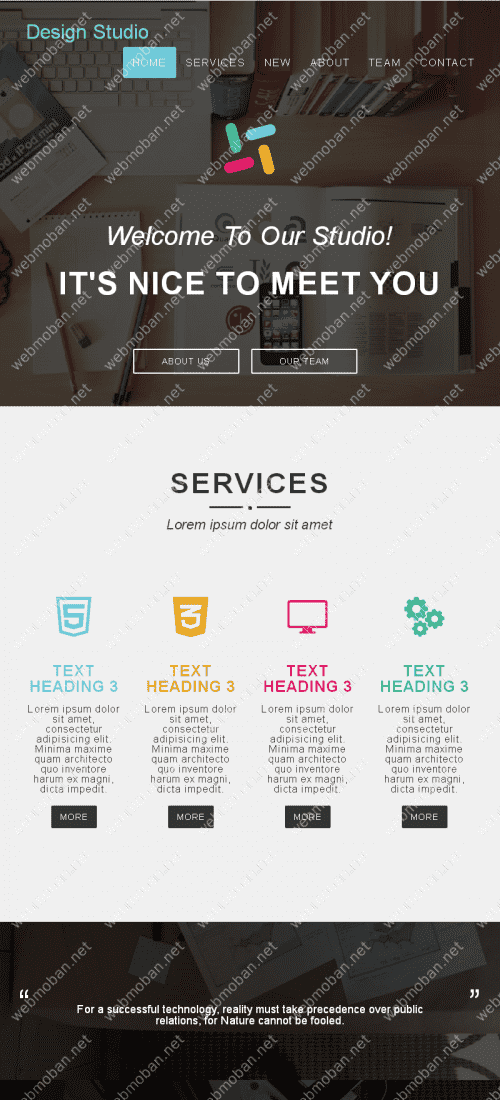 Design Studio
HOME SERVICES NEW ABOUT TEAM CONTACT
iPod mini
Welcome To Our Studio!
IT'S NICE TO MEET YOU
ABOUT US OUR TEAM
SERVICES
Lorem ipsum dolor sit amet
TEXT HEADING 3
Lorem ipsum dolor
sit amet,
consectetur
adipisicing elit.
Minima maxime
quam architecto
quo inventore
harum ex magni,
dicta impedit.
MORE
TEXT HEADING 3
Lorem ipsum dolor
sit amet,
consectetur
adipisicing elit.
Minima maxime
quam architecto
quo inventore
harum ex magni,
dicta impedit.
MORE
TEXT HEADING 3
Lorem ipsum dolor
sit amet,
consectetur
adipisicing elit.
Minima maxime
quam architecto
quo inventore
harum ex magni,
dicta impedit.
MORE
TEXT HEADING 3
Lorem ipsum dolor
sit amet,
consectetur
adipisicing elit.
Minima maxime
quam architecto
quo inventore
harum ex magni,
dicta impedit.
MORE
“ ”
For a successful technology, reality must take precedence over public
relations, for Nature cannot be fooled.
webmoban.net